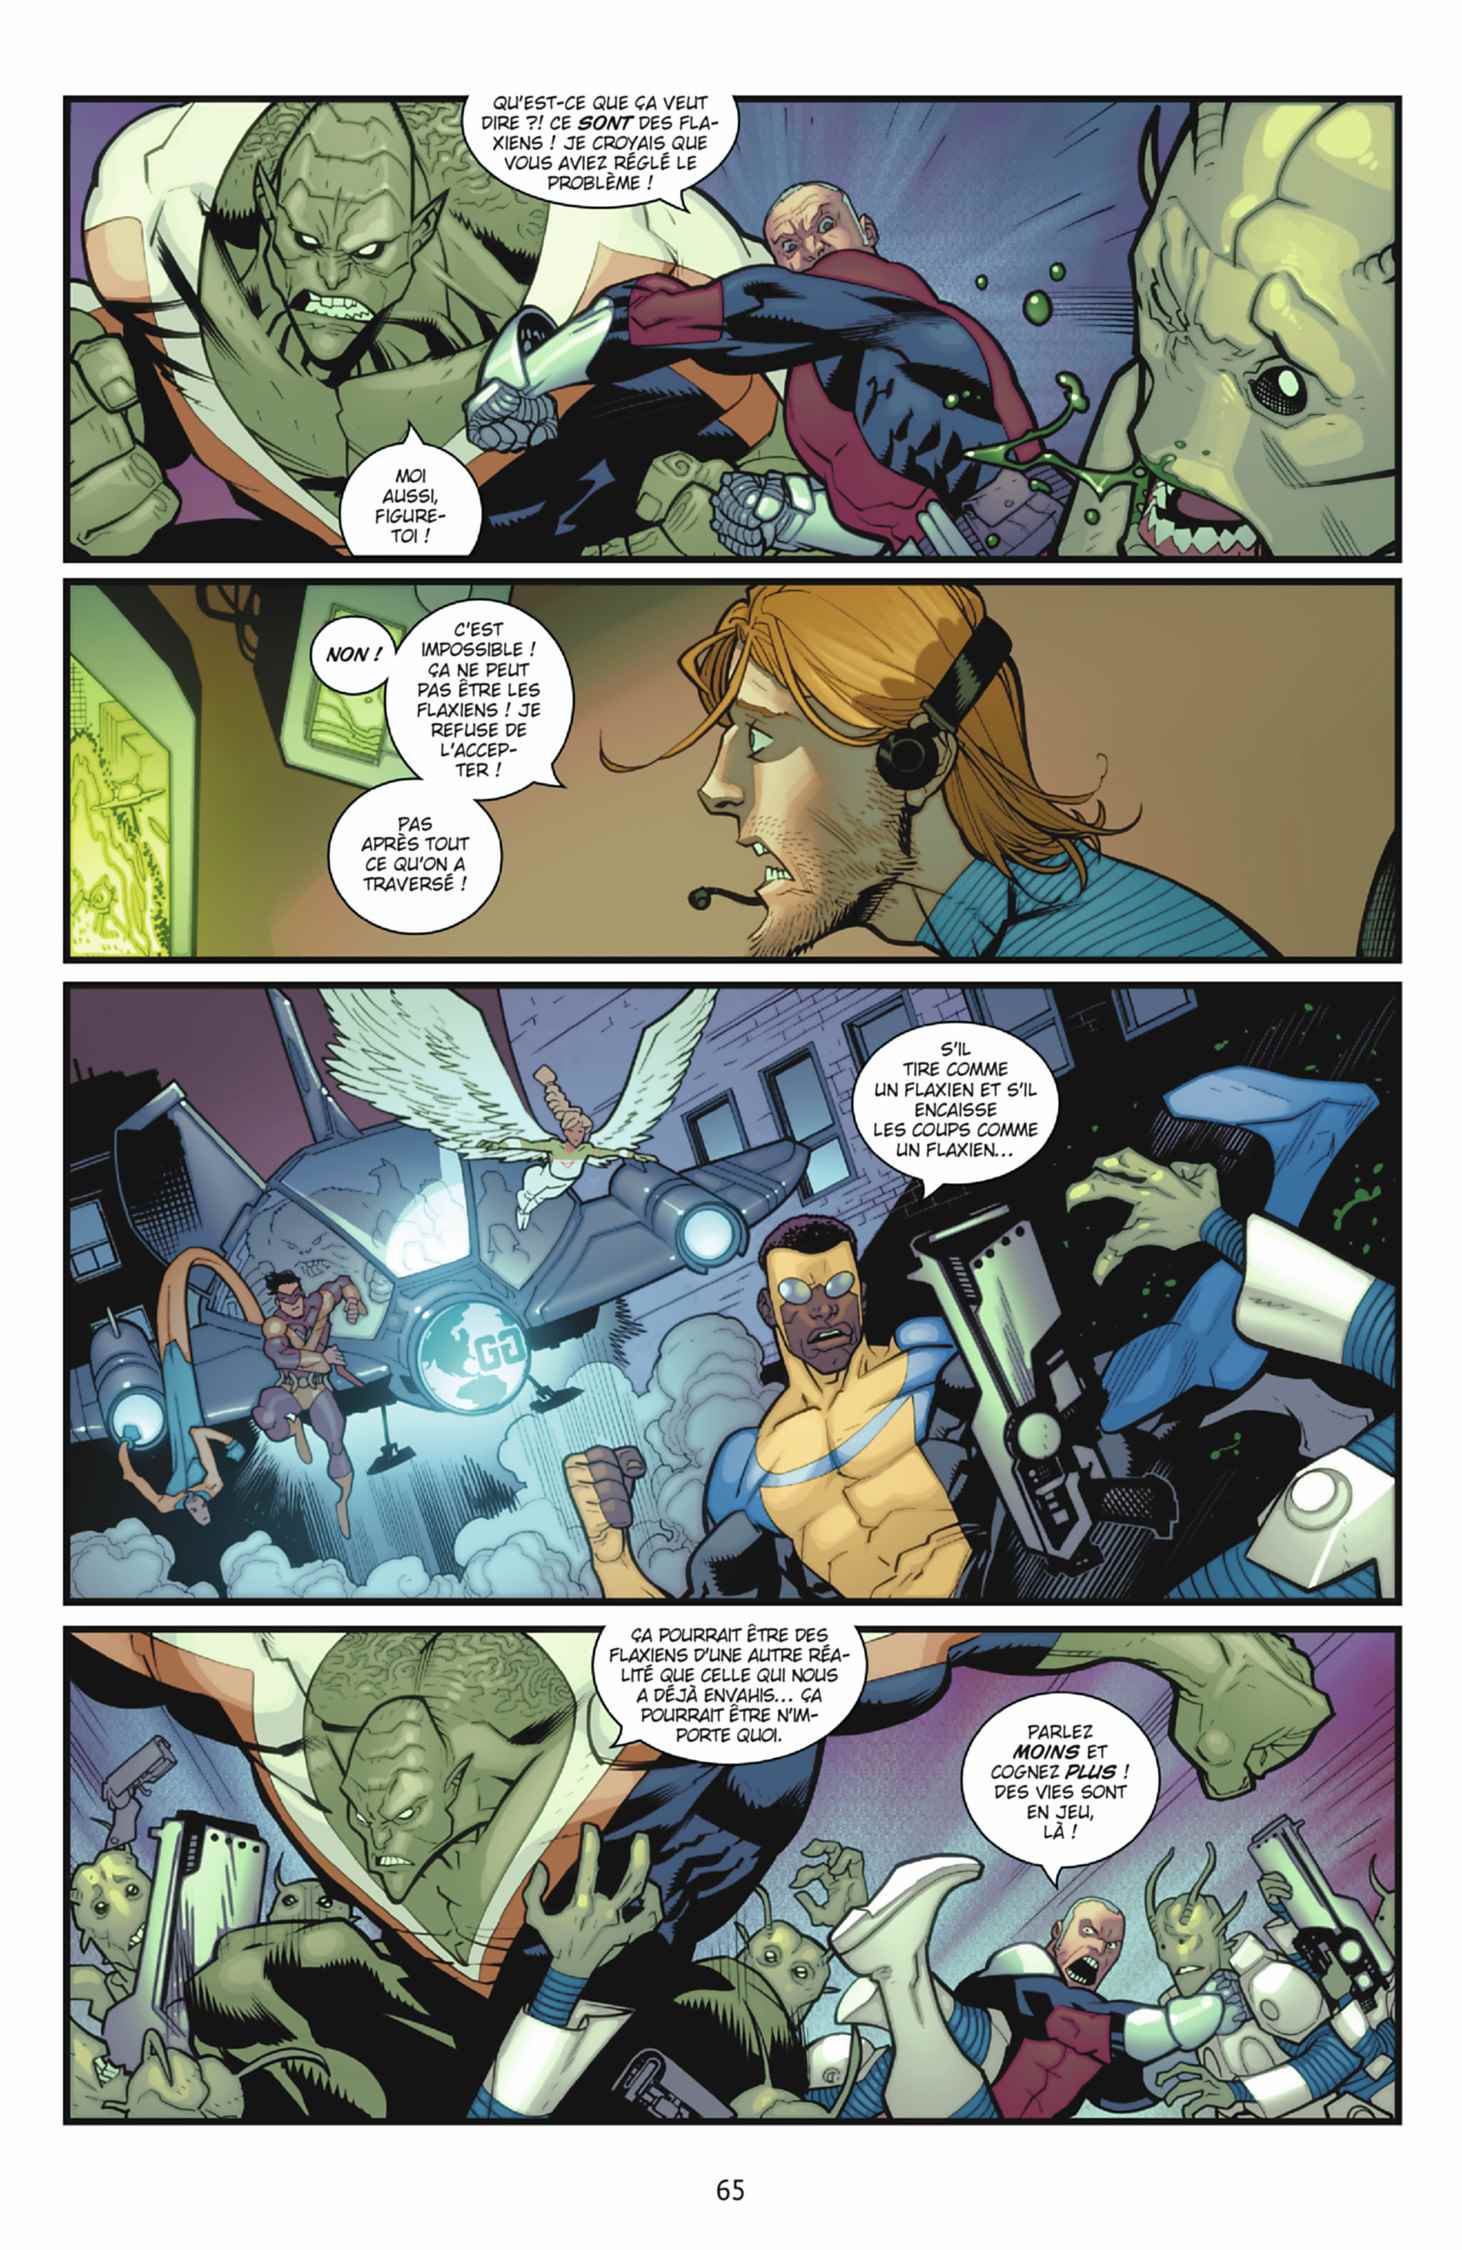 QU'EST-CE QUE ÇA VEUT
DIRE ?! CE SONT DES FLA-
XIENS ! JE CROYAIS QUE
VOUS AVIEZ RÉGLÉ LE
PROBLÈME !
MOI
AUSSI,
FIGURE-
TOI !
NON !
C'EST
IMPOSSIBLE !
ÇA NE PEUT
PAS ÊTRE LES
FLAXIENS ! JE
REFUSE DE
L'ACCEP-
TER !
PAS
APRÈS TOUT
CE QU'ON A
TRAVERSÉ !
S'IL
TIRE COMME
UN FLAXIEN ET S'IL
ENCAISSE
LES COUPS COMME
UN FLAXIEN...
GG
ÇA POURRAIT ÊTRE DES
FLAXIENS D'UNE AUTRE RÉA-
LITÉ QUE CELLE QUI NOUS
A DÉJÀ ENVAHIS... ÇA
POURRAIT ÊTRE N'IM-
PORTE QUOI.
PARLEZ
MOINS ET
COGNEZ PLUS !
DES VIES SONT
EN JEU,
LÀ !
65